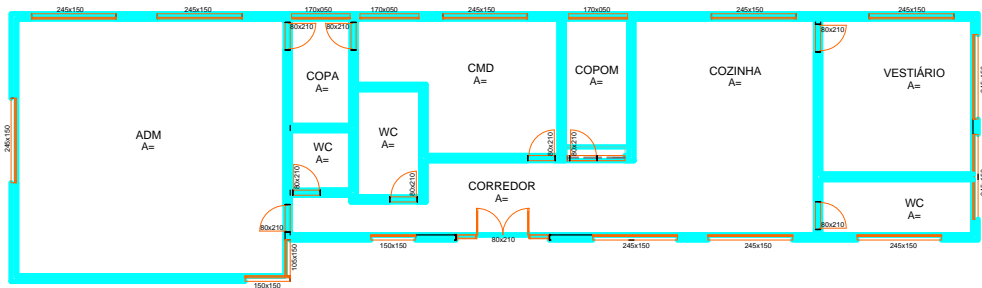 245x150
245x150
170x050
170x050
245x150
170x050
245x150
245x150
80x210
80x210
80x210
COPA
A=
CMD
A=
COPOM
A=
COZINHA
A=
VESTIÁRIO
A=
245x150
ADM
A=
WC
A=
WC
A=
80x210
80x210
80x210
80x210
CORREDOR
A=
WC
A=
80x210
80x210
80x210
150x150
245x150
245x150
245x150
105x150
150x150